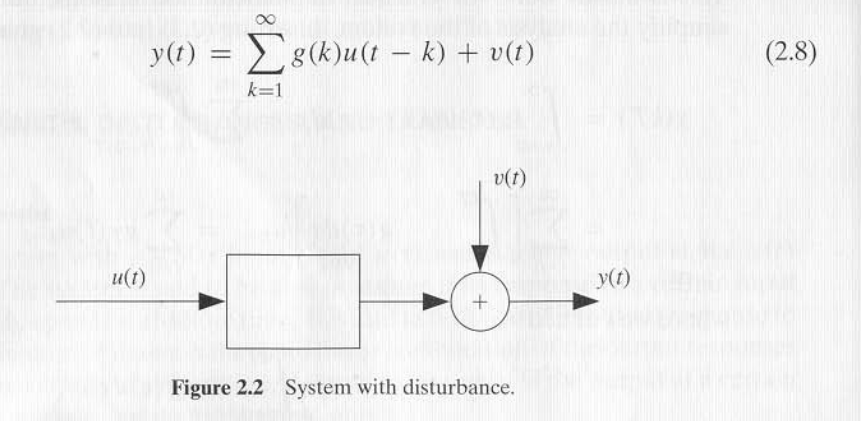 y(t) = ∞∑k=1 g(k)u(t − k) + v(t) (2.8)
v(t)
u(t)
y(t)
+
Figure 2.2 System with disturbance.